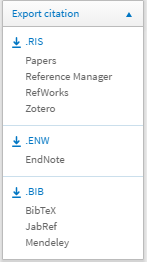 Export citation
.RIS
Papers
Reference Manager
RefWorks
Zotero
.ENW
EndNote
.BIB
BibTeX
JabRef
Mendeley